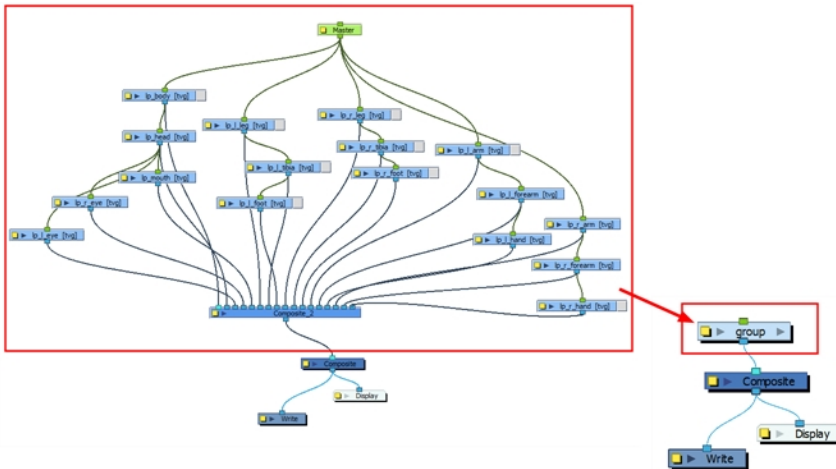 Master
lp_body [tvg]
lp_l_leg [tvg]
lp_r_leg [tvg]
lp_head [tvg]
lp_r_tibia [tvg]
lp_l_arm [tvg]
lp_mouth [tvg]
lp_l_tibia [tvg]
lp_r_foot [tvg]
lp_r_eye [tvg]
lp_l_foot [tvg]
lp_l_forearm [tvg]
lp_l_eye [tvg]
lp_l_hand [tvg]
lp_r_arm [tvg]
lp_r_forearm [tvg]
Composite_2
lp_r_hand [tvg]
group
Composite
Composite
Display
Write
Display
Write